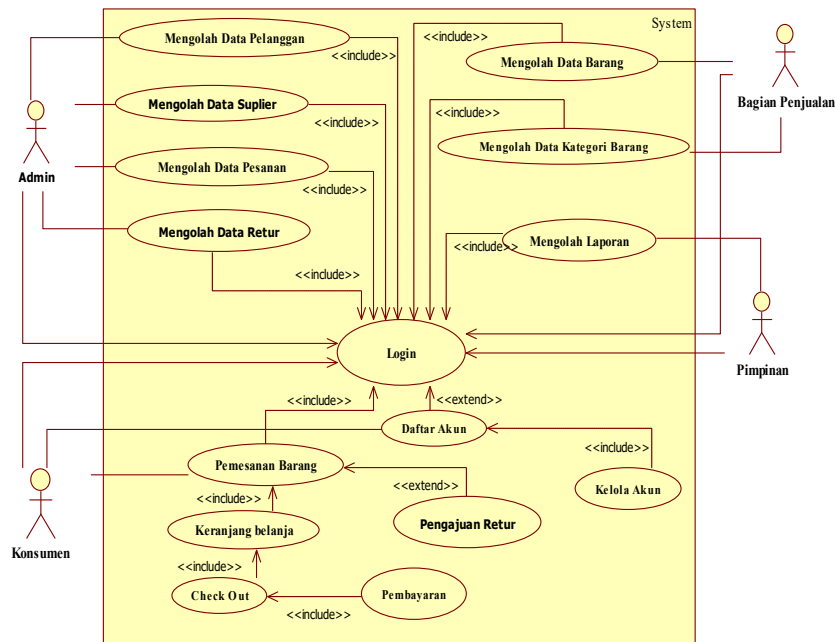 System
Mengolah Data Pelanggan
<<include>>
<<include>>
Mengolah Data Barang
Bagian Penjualan
Mengolah Data Suplier
<<include>>
<<include>>
Mengolah Data Kategori Barang
Admin
Mengolah Data Pesanan
<<include>>
Mengolah Data Retur
<<include>>
<<include>>
Mengolah Laporan
Login
Pimpinan
<<include>>
<<extend>>
Daftar Akun
<<include>>
Pemesanan Barang
<<extend>>
Kelola Akun
<<include>>
Pengajuan Retur
Keranjang belanja
Konsumen
<<include>>
Check Out
Pembayaran
<<include>>